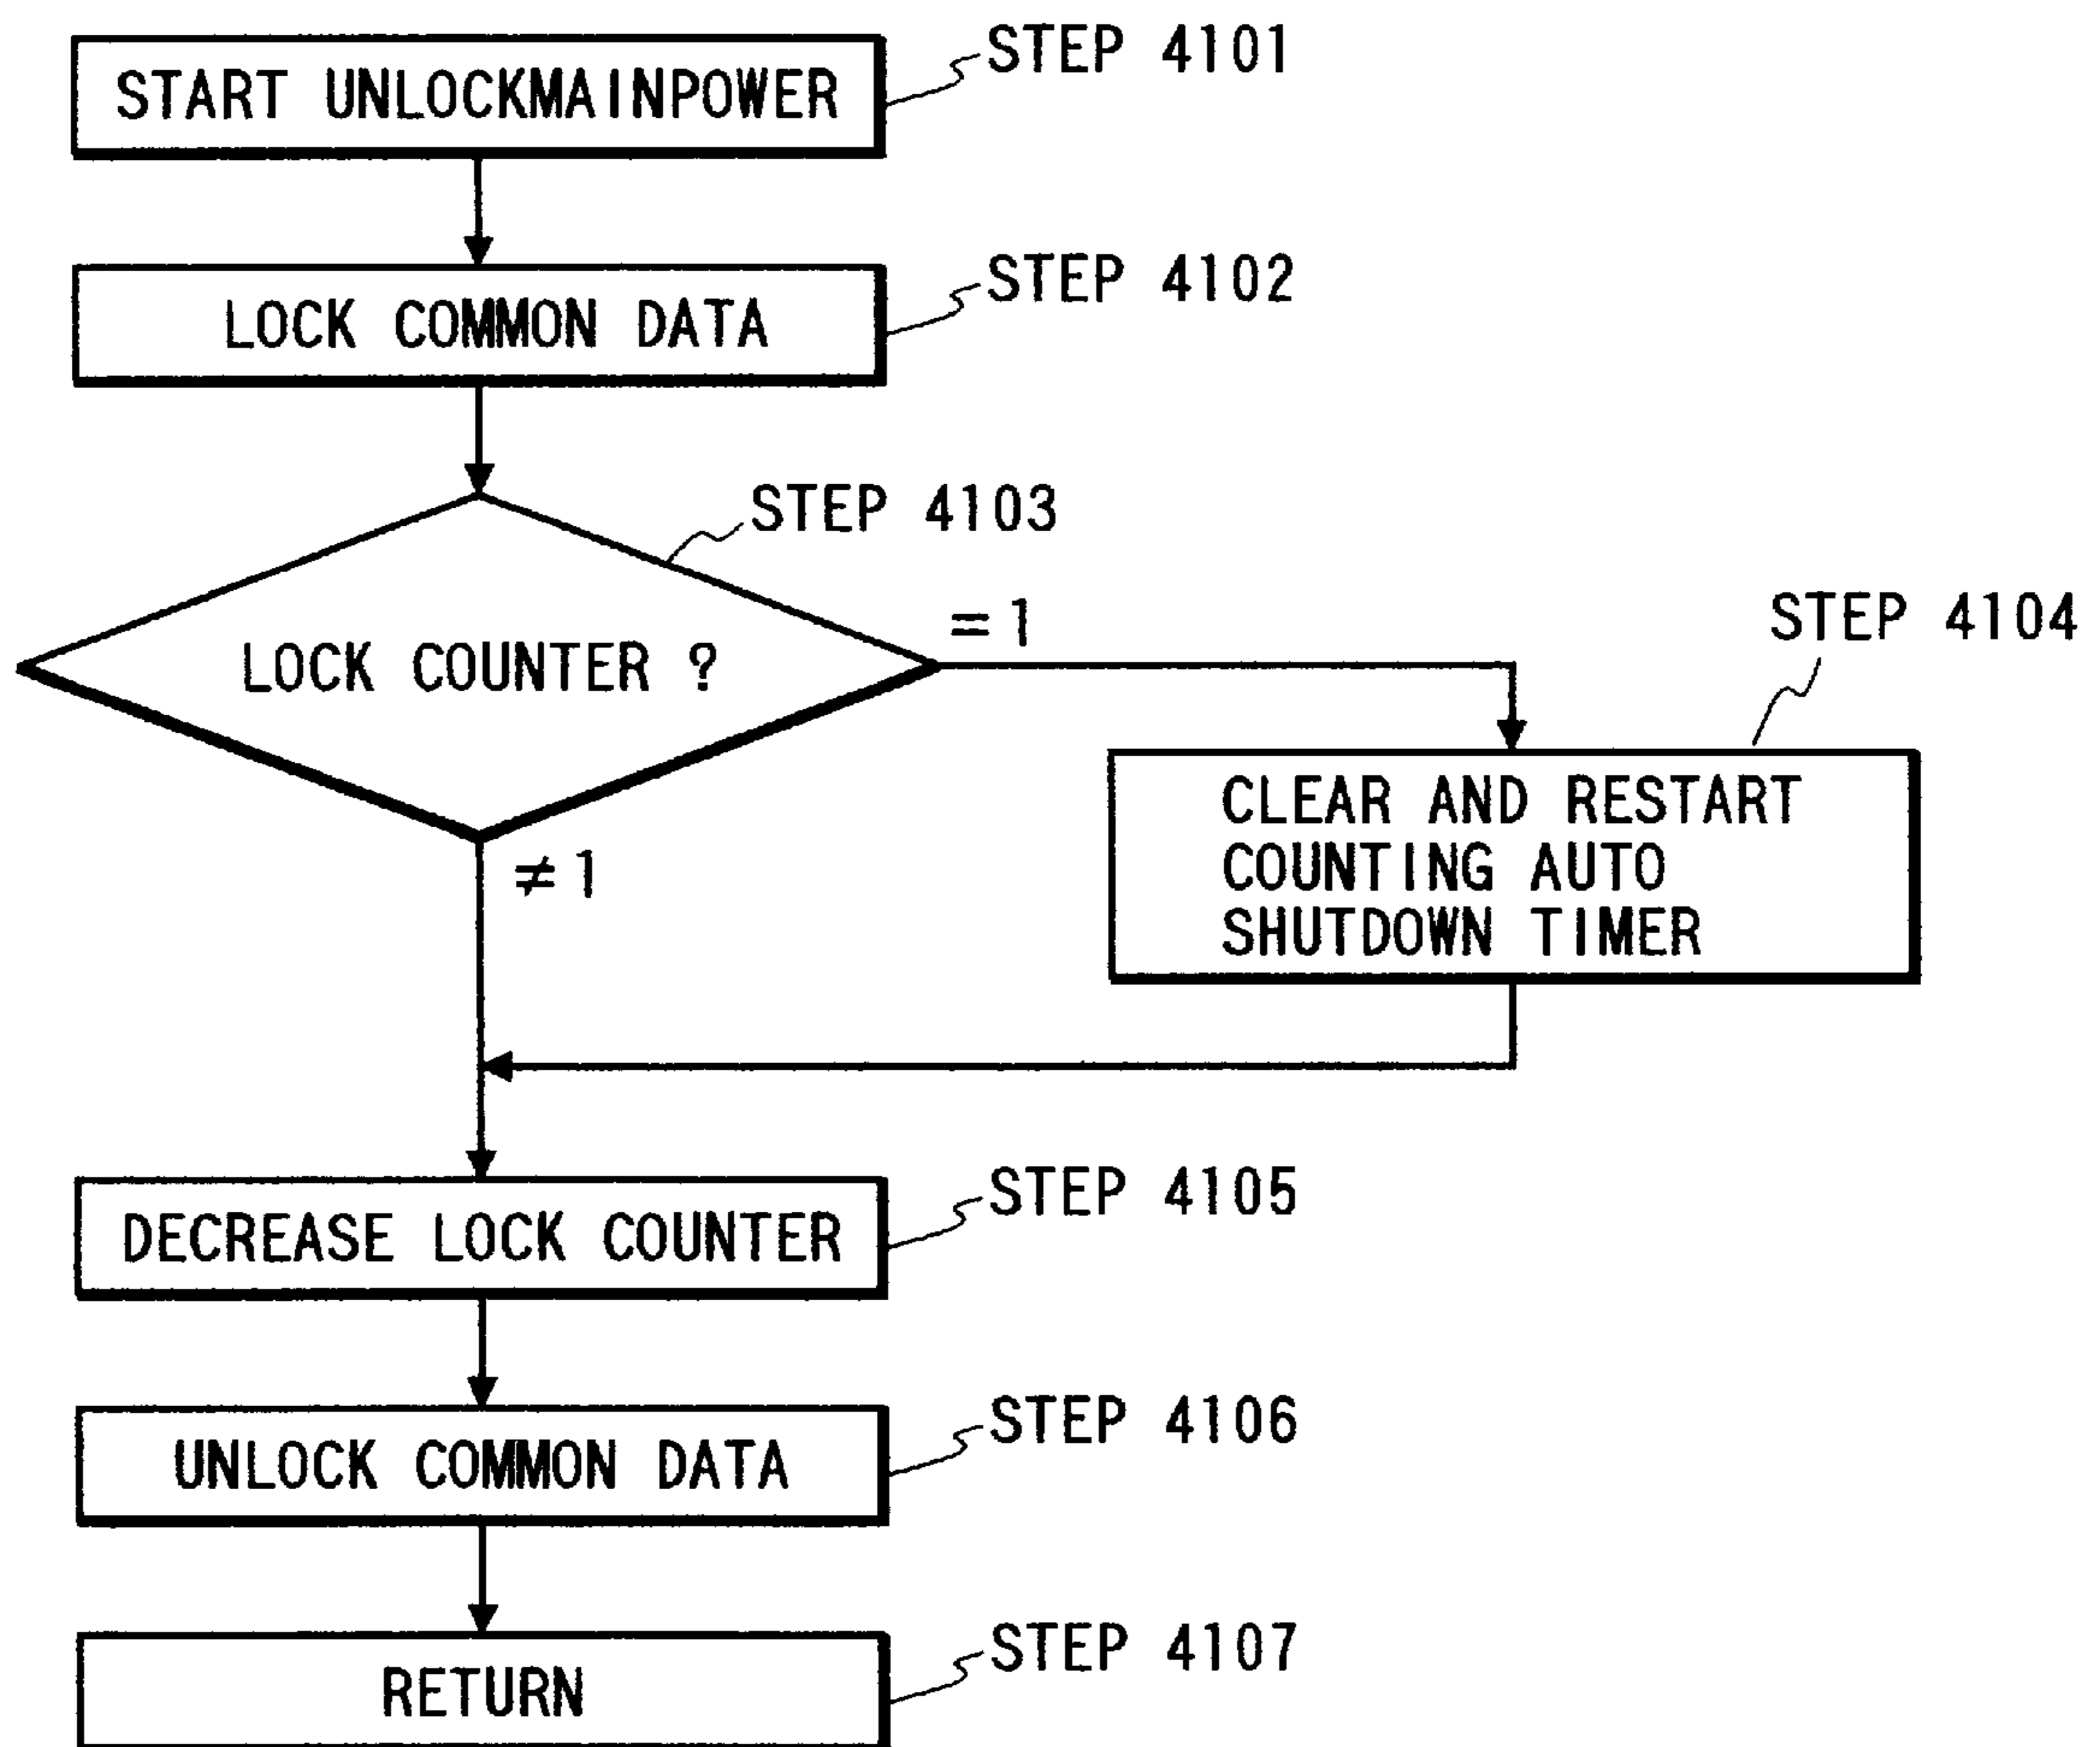 START UNLOCKMAINPOWER
STEP 4101
LOCK COMMON DATA
STEP 4102
STEP 4103
LOCK COUNTER ?
=1
≠1
STEP 4104
CLEAR AND RESTART
COUNTING AUTO
SHUTDOWN TIMER
DECREASE LOCK COUNTER
STEP 4105
UNLOCK COMMON DATA
STEP 4106
RETURN
STEP 4107